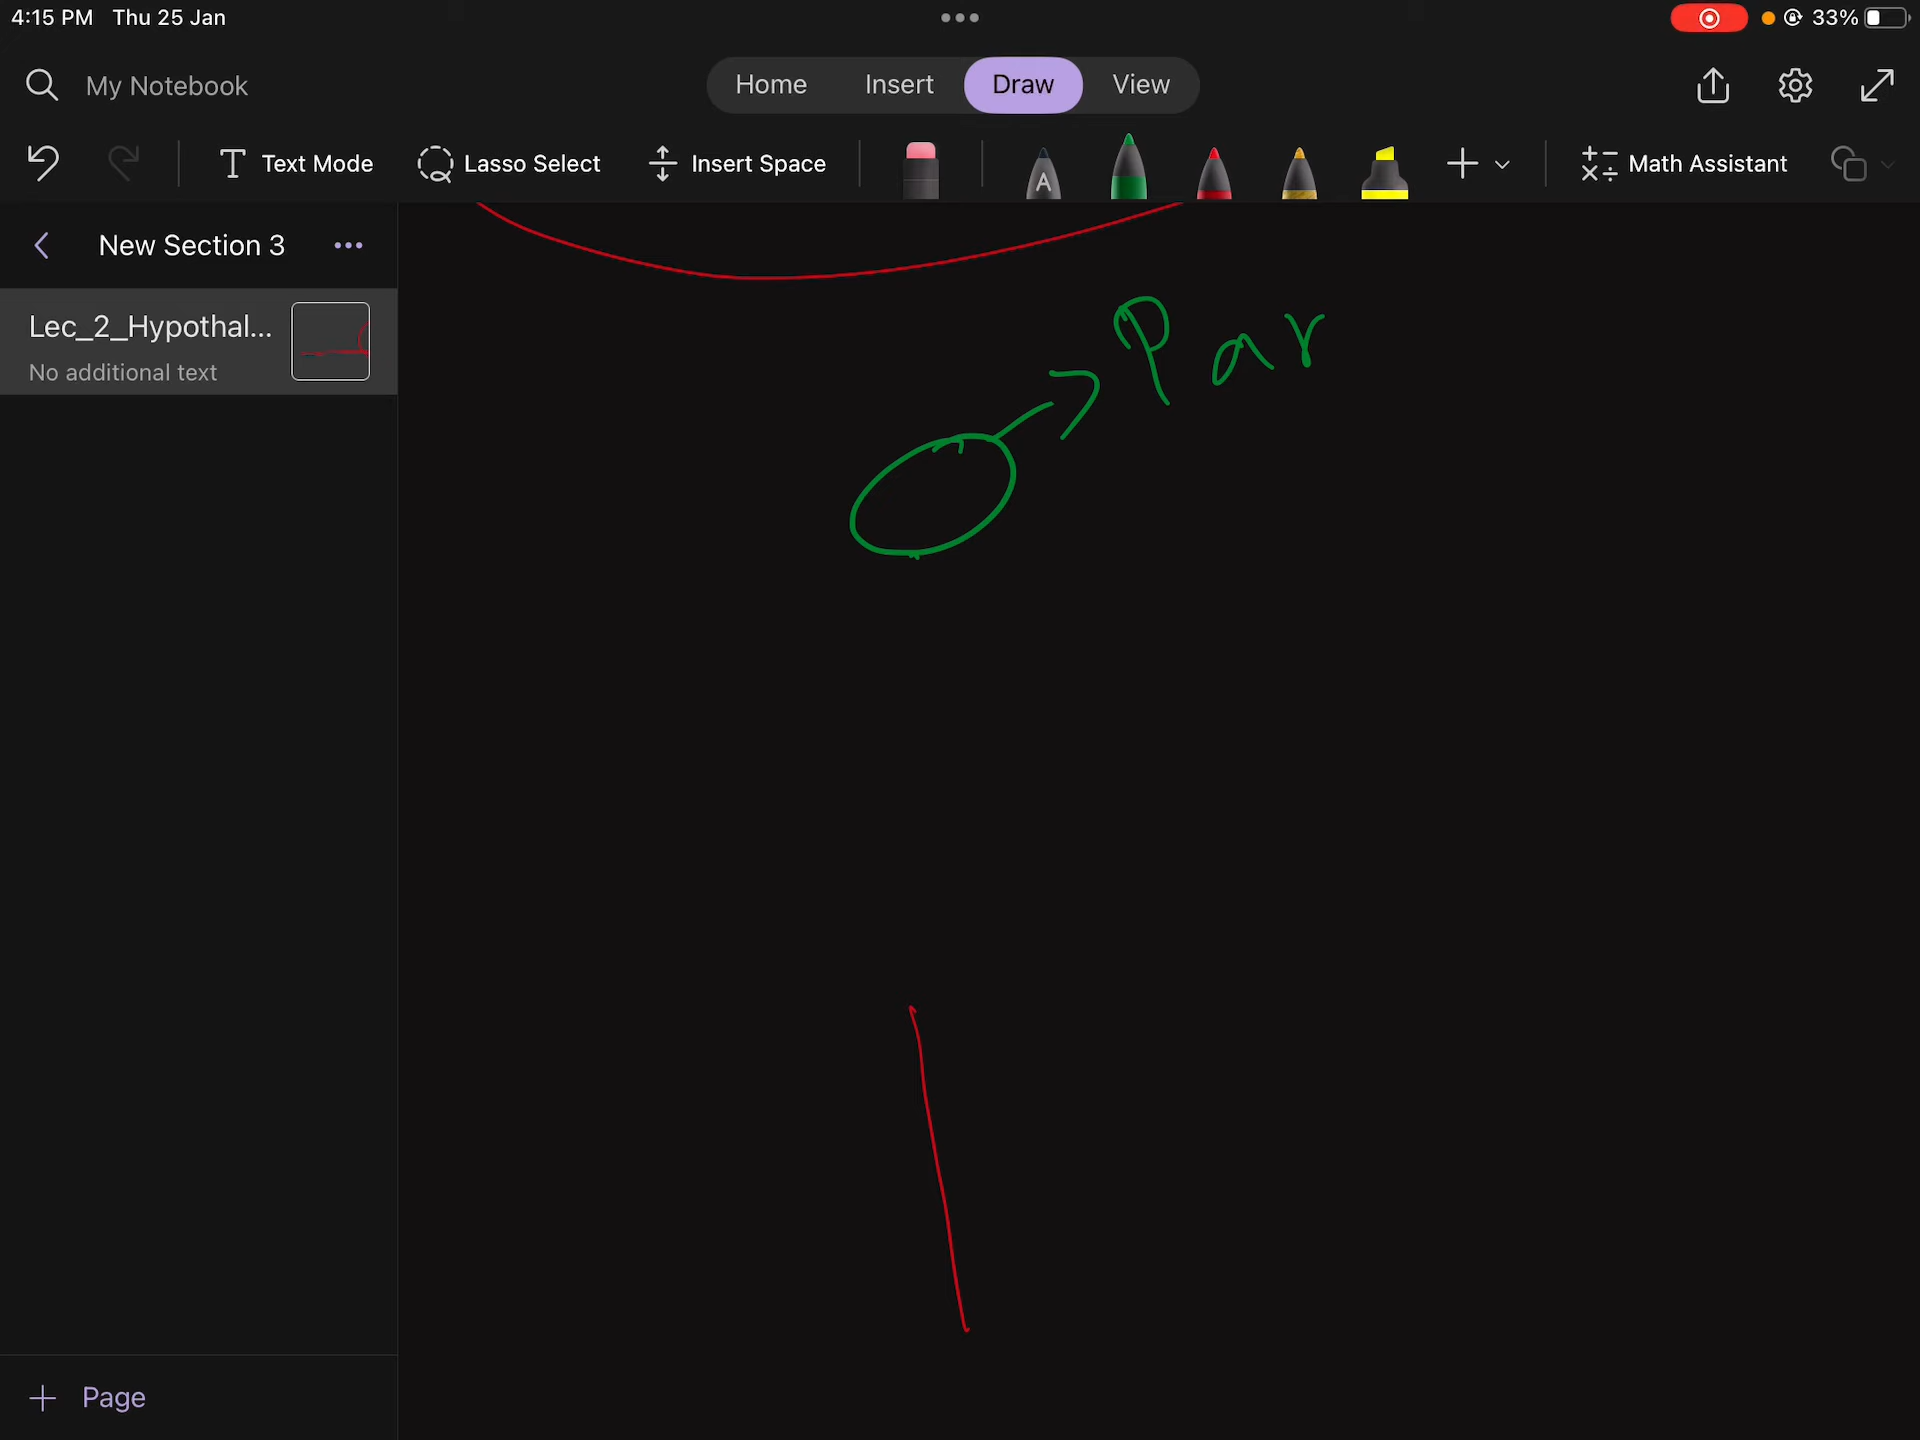 4:15 PM Thu 25 Jan
33%
My Notebook
Home Insert Draw View
Text Mode Lasso Select Insert Space A Math Assistant
New Section 3
Lec_2_Hypothal...
No additional text
Par
Page